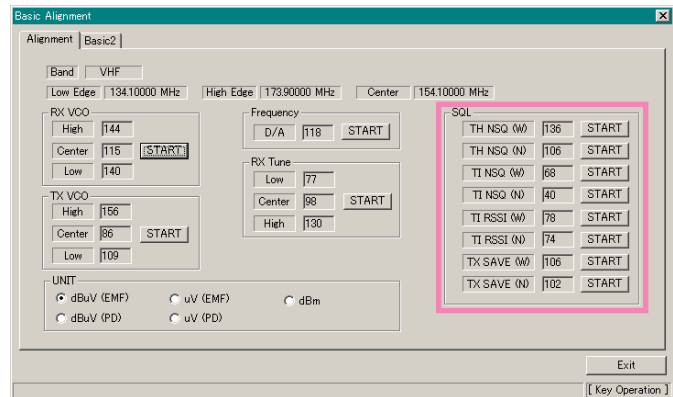 Basic Alignment
Alignment Basic2
Band VHF
Low Edge 134.10000 MHz High Edge 173.90000 MHz Center 154.10000 MHz
RX VCO
High 144
Center 115 START
Low 140
TX VCO
High 156
Center 86 START
Low 109
Frequency
D/A 118 START
RX Tune
Low 77
Center 98 START
High 130
SQL
TH NSQ (W) 136 START
TH NSQ (N) 106 START
TI NSQ (W) 68 START
TI NSQ (N) 40 START
TI RSSI (W) 78 START
TI RSSI (N) 74 START
TX SAVE (W) 106 START
TX SAVE (N) 102 START
UNIT
dBuV (EMF) uV (EMF) dBm
dBuV (PD) uV (PD)
Exit
[ Key Operation ]